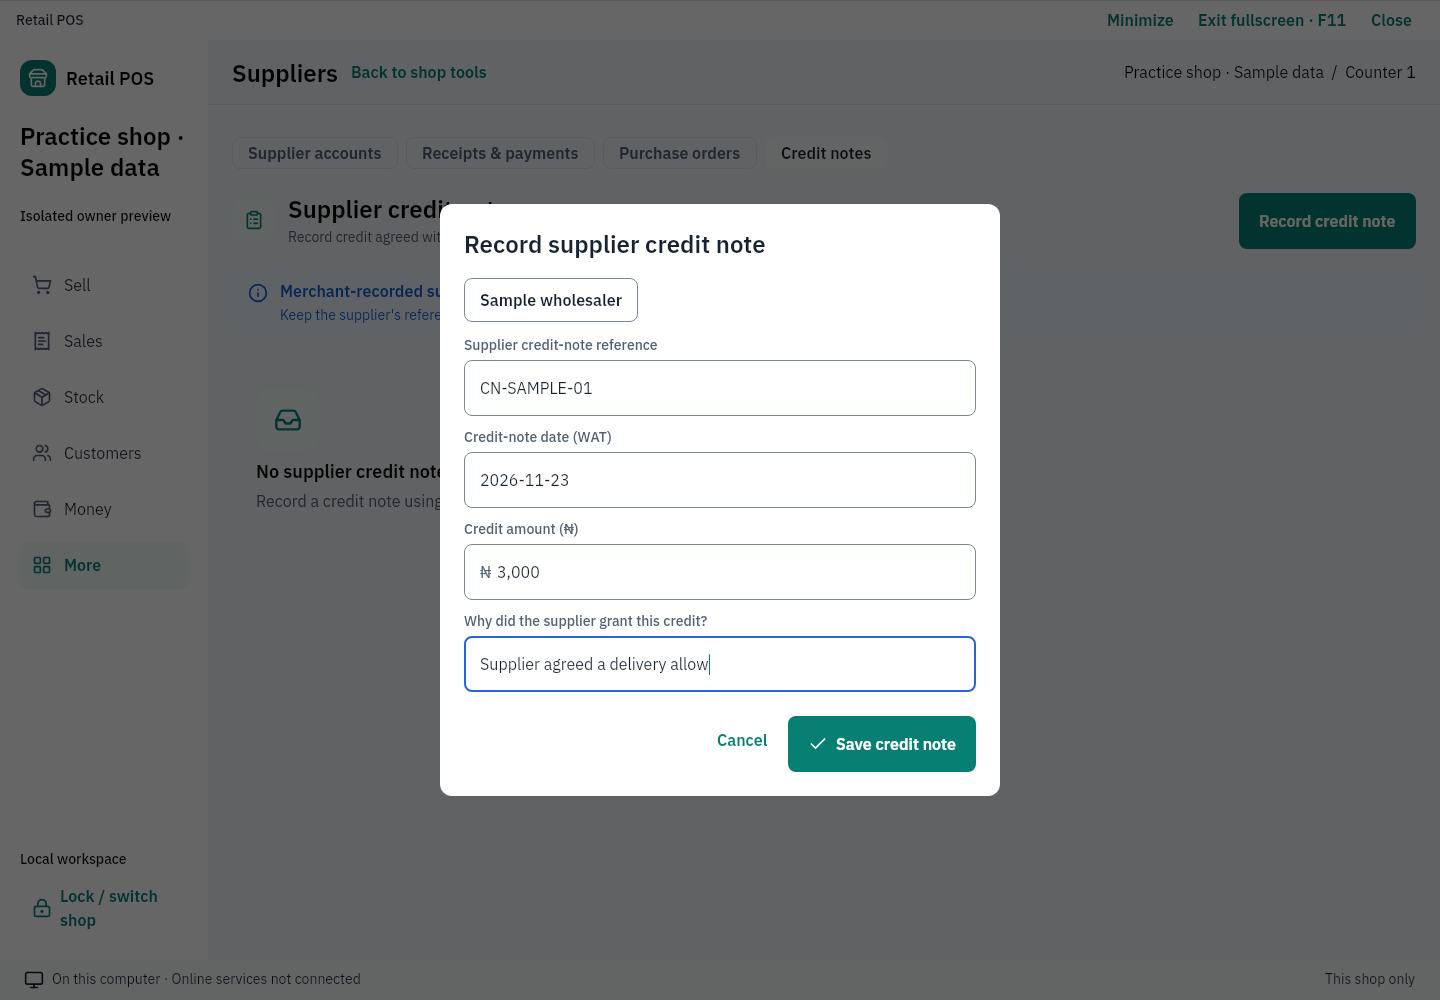 Retail POS
Minimize
Exit fullscreen · F11
Close
Retail POS
Suppliers
Back to shop tools
Practice shop · Sample data / Counter 1
Practice shop ·
Sample data
Isolated owner preview
Supplier accounts
Receipts & payments
Purchase orders
Credit notes
Supplier
Record credit agreed
Record credit note
Merchant-recorded
Keep the supplier's
Sell
Sales
Stock
Customers
Money
More
No supplier credit
Record a credit note using
Record supplier credit note
Sample wholesaler
Supplier credit-note reference
CN-SAMPLE-01
Credit-note date (WAT)
2026-11-23
Credit amount (₦)
₦ 3,000
Why did the supplier grant this credit?
Supplier agreed a delivery allow
Cancel
Save credit note
Local workspace
Lock / switch
shop
On this computer · Online services not connected
This shop only